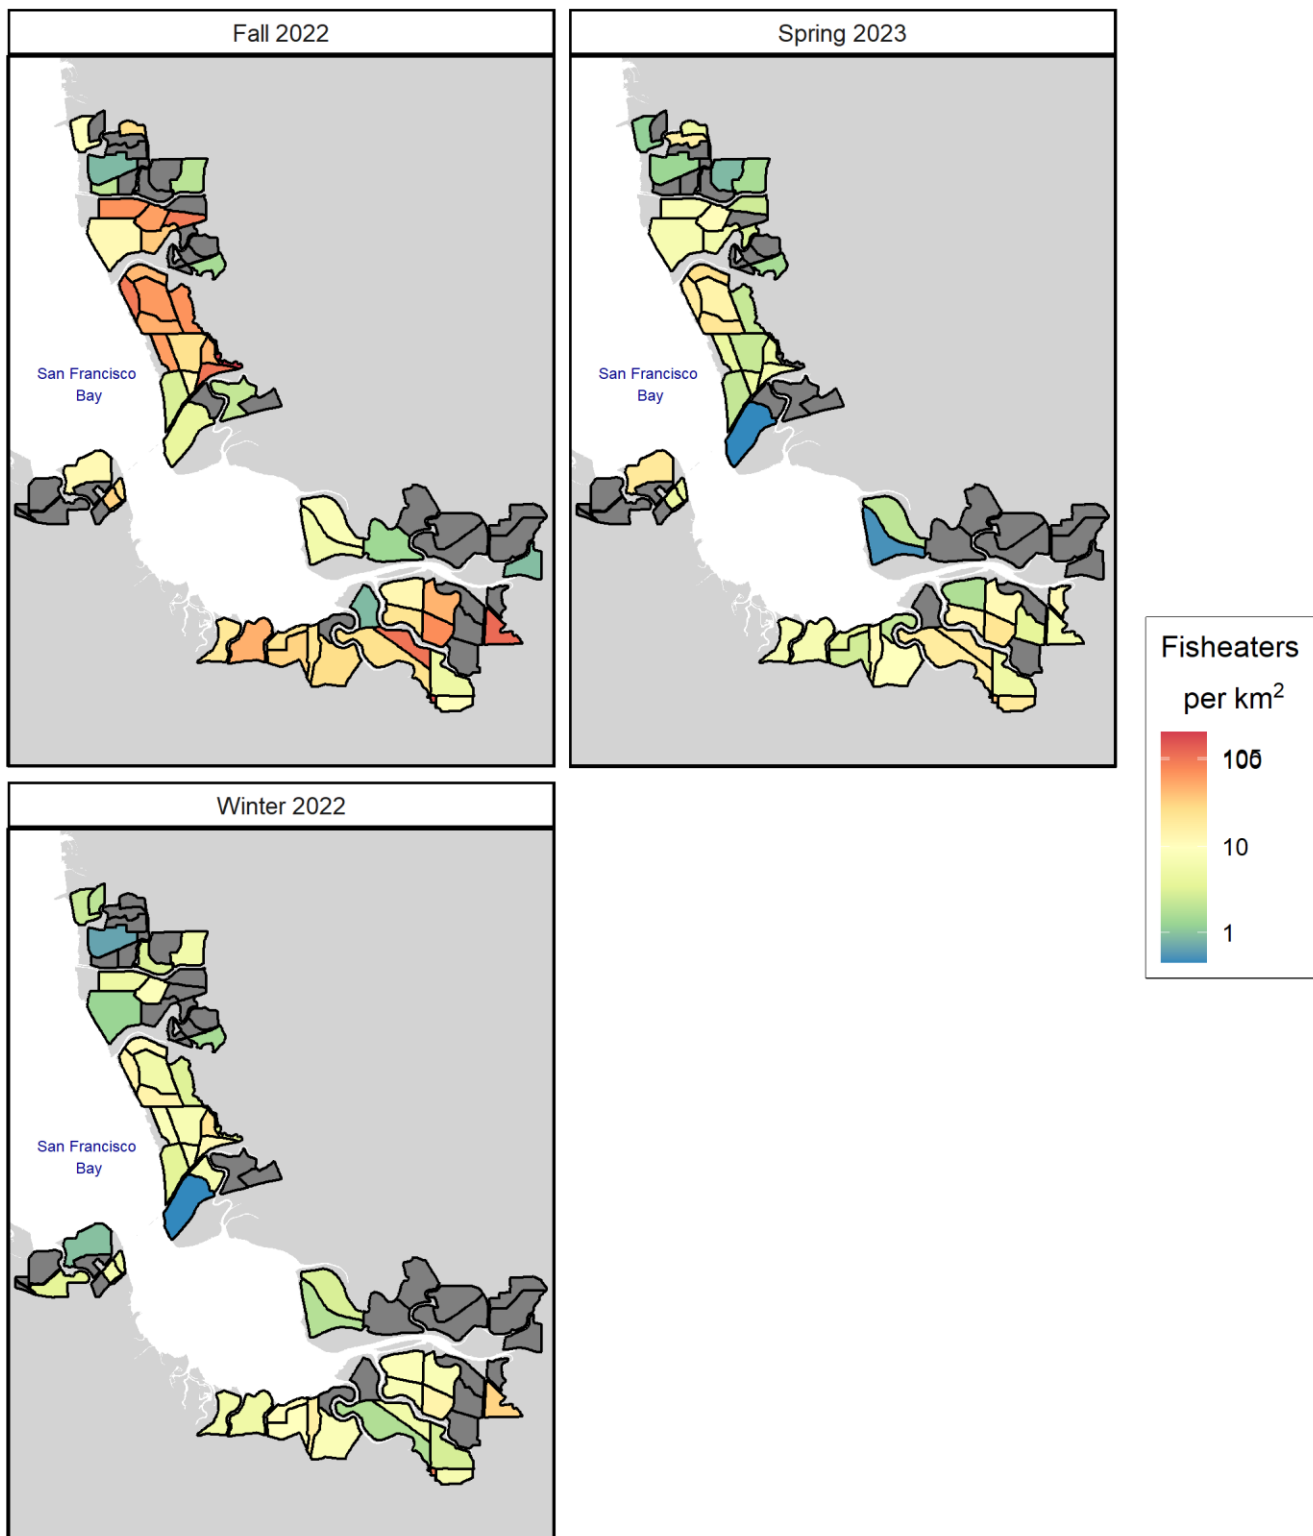 Fall 2022
Spring 2023
San Francisco
Bay
San Francisco
Bay
Fisheaters
per km²
10
1
Winter 2022
San Francisco
Bay